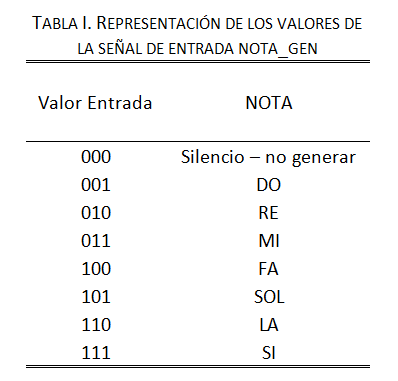 TABLA I. REPRESENTACIÓN DE LOS VALORES DE
LA SEÑAL DE ENTRADA NOTA_GEN
Valor Entrada NOTA
000 Silencio – no generar
001 DO
010 RE
011 MI
100 FA
101 SOL
110 LA
111 SI